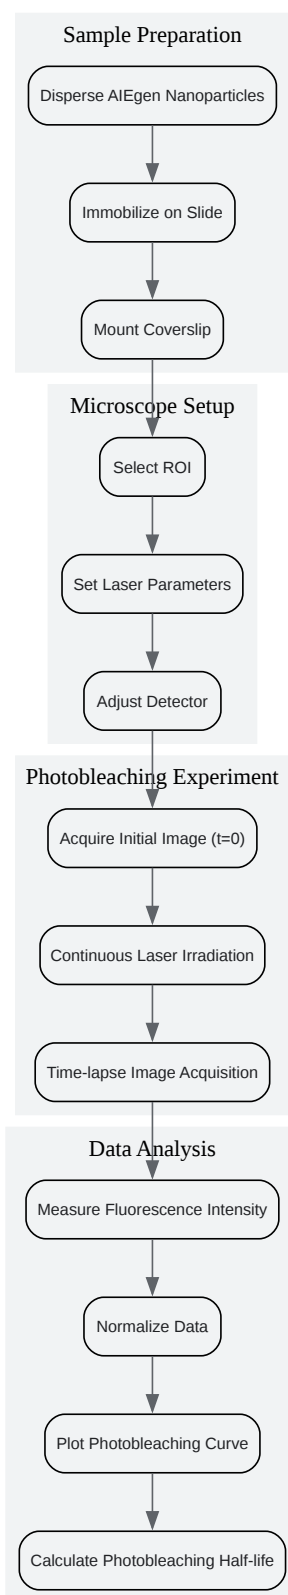 Sample Preparation
Disperse AIEgen Nanoparticles
Immobilize on Slide
Mount Coverslip
Microscope Setup
Select ROI
Set Laser Parameters
Adjust Detector
Photobleaching Experiment
Acquire Initial Image (t=0)
Continuous Laser Irradiation
Time-lapse Image Acquisition
Data Analysis
Measure Fluorescence Intensity
Normalize Data
Plot Photobleaching Curve
Calculate Photobleaching Half-life